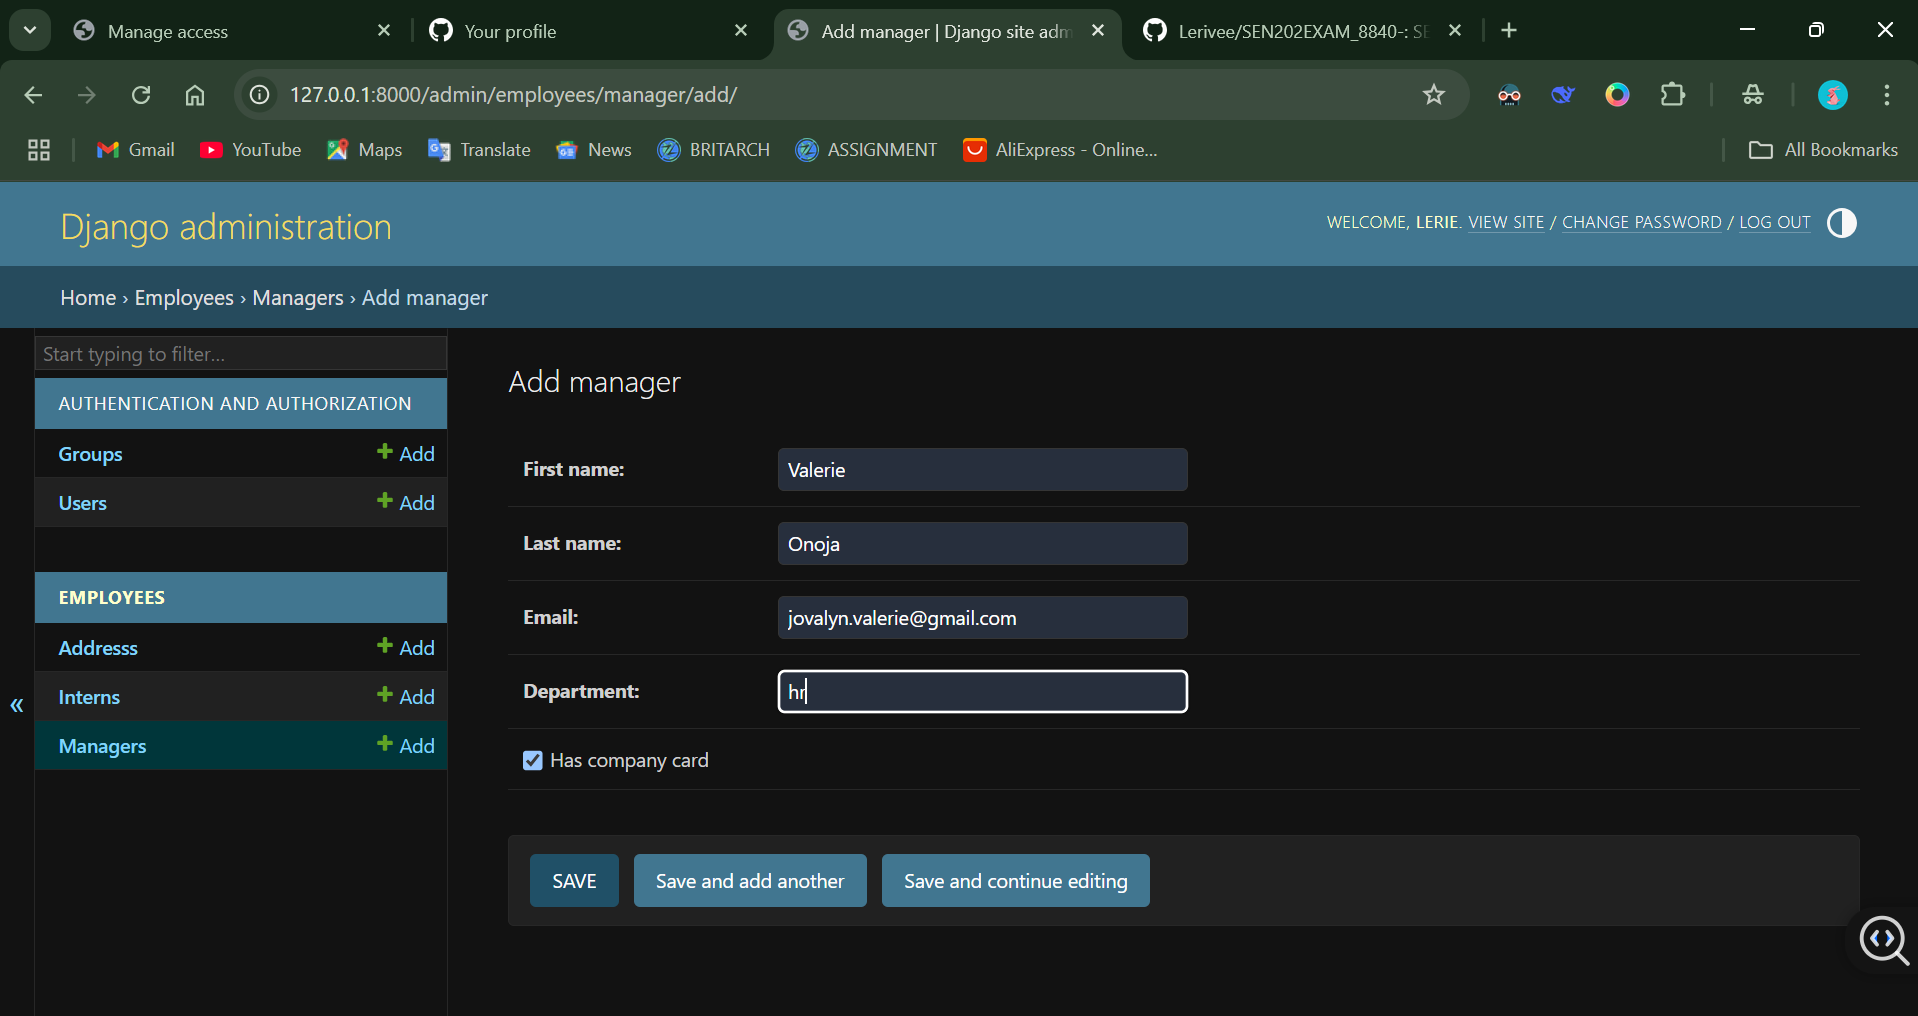 Manage access
Your profile
Add manager | Django site adm
Lerivee/SEN202EXAM_8840-: SE
127.0.0.1:8000/admin/employees/manager/add/
Gmail
YouTube
Maps
Translate
News
BRITARCH
ASSIGNMENT
AliExpress - Online...
All Bookmarks
Django administration
WELCOME, LERIE. VIEW SITE / CHANGE PASSWORD / LOG OUT
Home › Employees › Managers › Add manager
Start typing to filter...
AUTHENTICATION AND AUTHORIZATION
Groups + Add
Users + Add
EMPLOYEES
Addresss + Add
Interns + Add
Managers + Add
«
Add manager
First name: Valerie
Last name: Onoja
Email: jovalyn.valerie@gmail.com
Department: hr
Has company card
SAVE
Save and add another
Save and continue editing